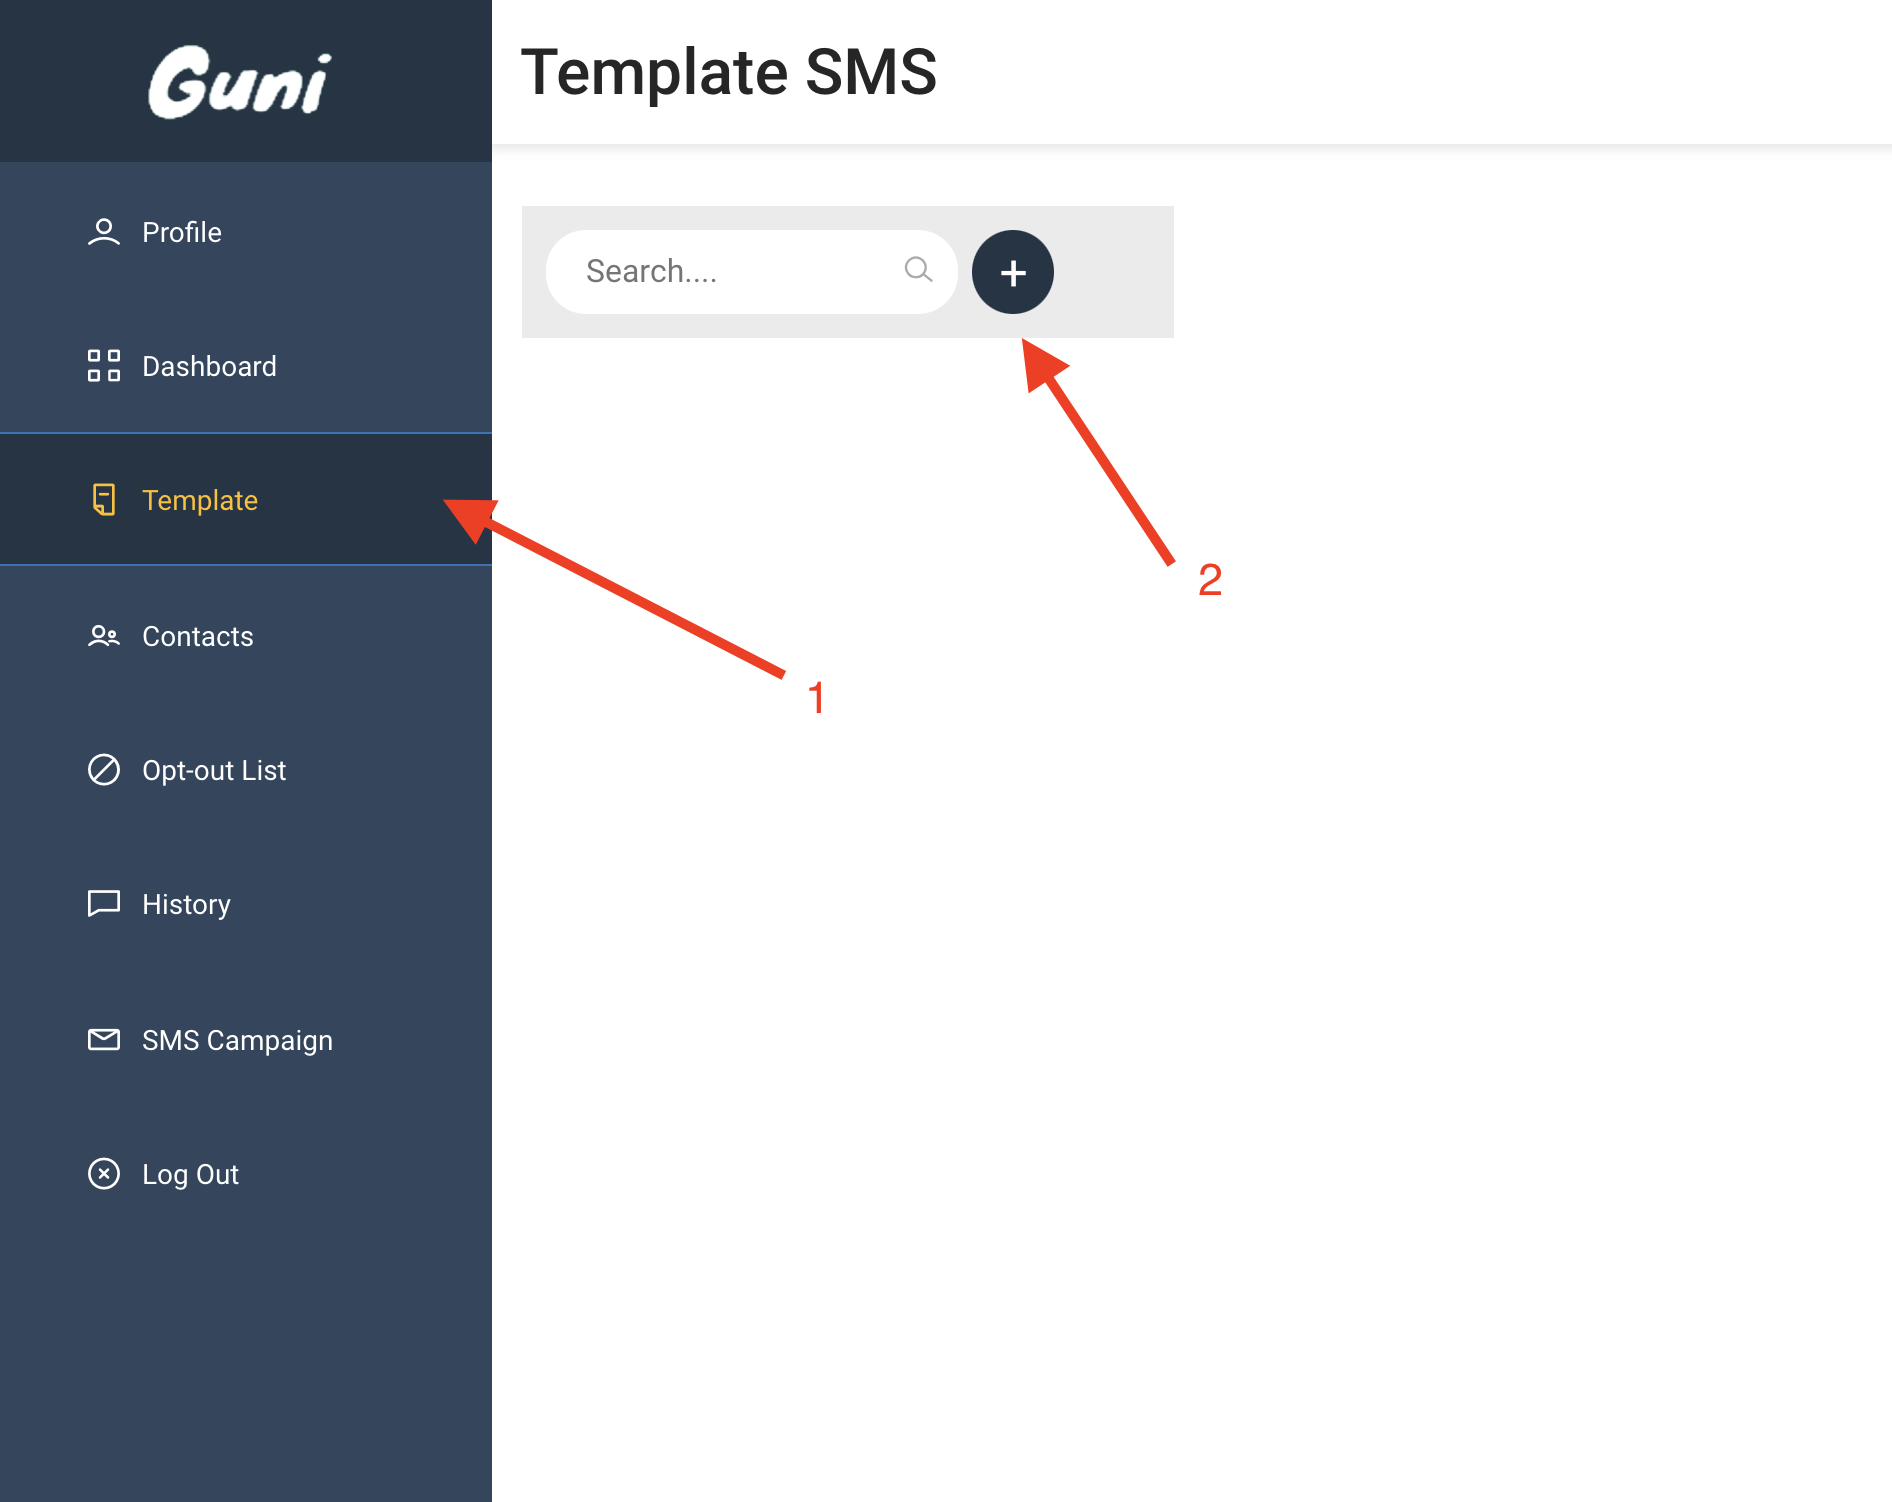 Guni
Template SMS
Profile
Search....
+
Dashboard
Template
2
Contacts
1
Opt-out List
History
SMS Campaign
Log Out